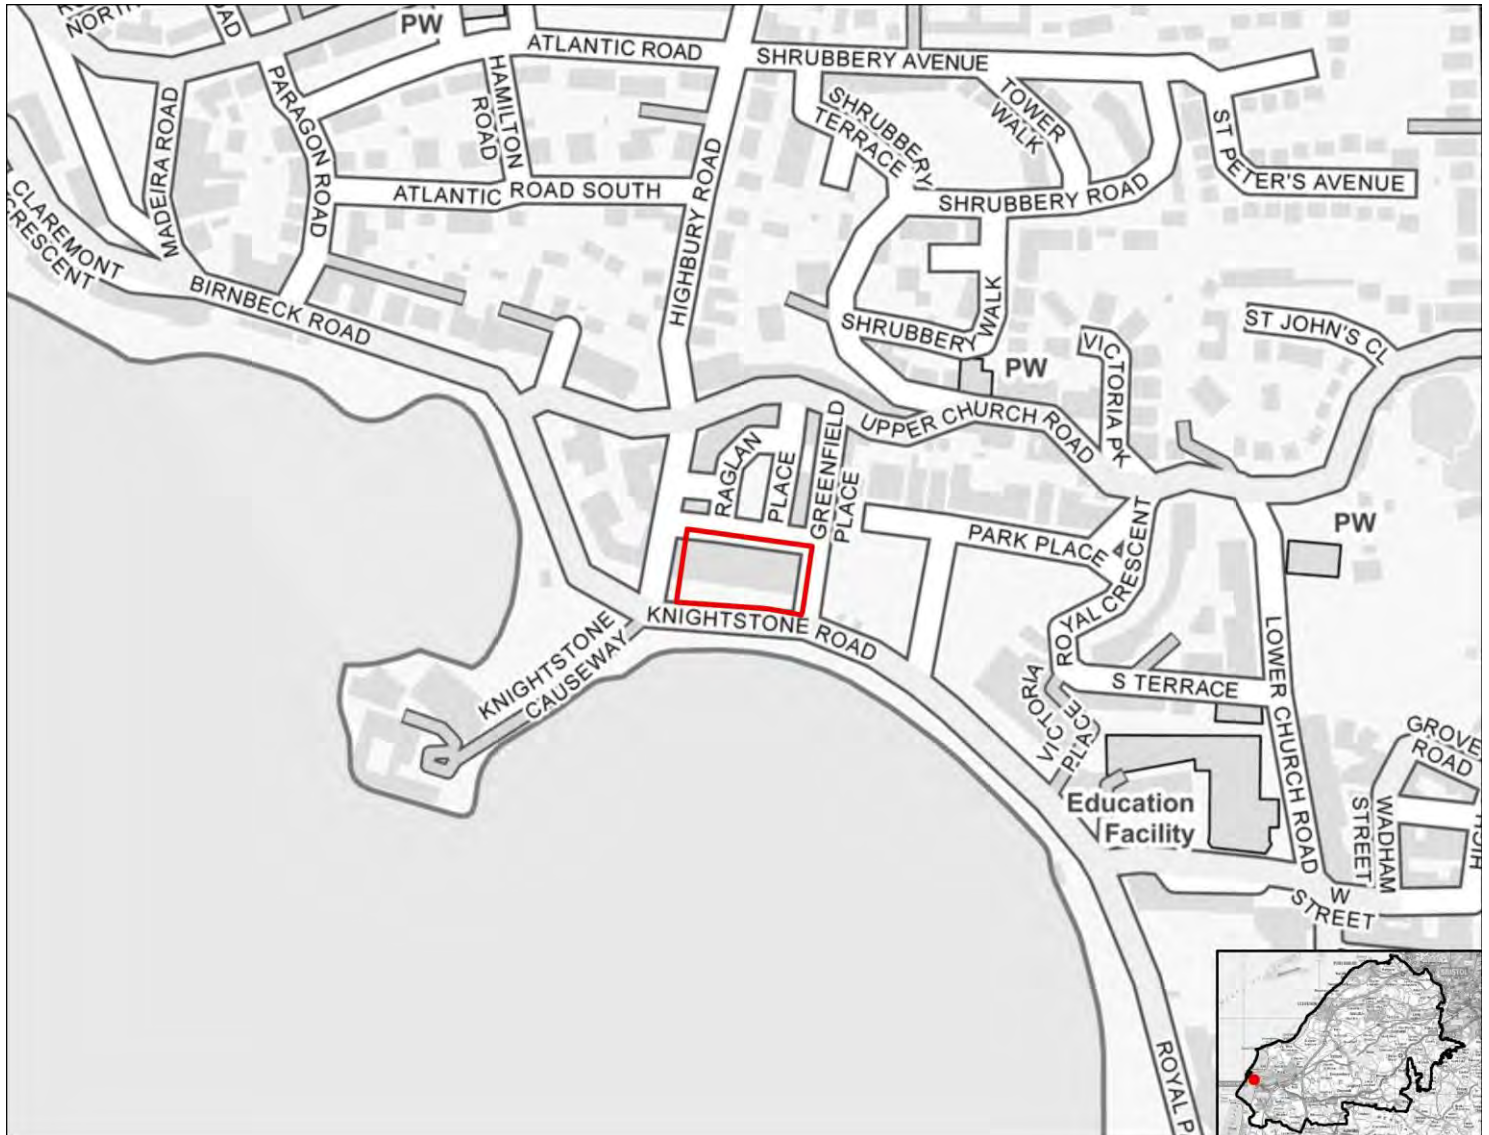 NORTH
AD
PW
ATLANTIC ROAD
SHRUBBERY AVENUE
MADEIRA ROAD
PARAGON ROAD
HAMILTON
ROAD
SHRUBBERY
TERRACE
TOWER
WALK
ST PETER'S AVENUE
ATLANTIC ROAD SOUTH
HIGHBURY ROAD
SHRUBBERY ROAD
CLAREMONT
CRESCENT
BIRNBECK ROAD
SHRUBBERY WALK
ST JOHN'S CL
PW
VICTORIA PK
UPPER CHURCH ROAD
RAGLAN
PLACE
GREENFIELD
PLACE
PARK PLACE
PW
ROYAL CRESCENT
KNIGHTSTONE ROAD
KNIGHTSTONE
CAUSEWAY
LOWER CHURCH ROAD
S TERRACE
VICTORIA
PLACE
GROVE
ROAD
Education
Facility
WADHAM
STREET
HIGH
W
STREET
ROYAL P
BRISTOL